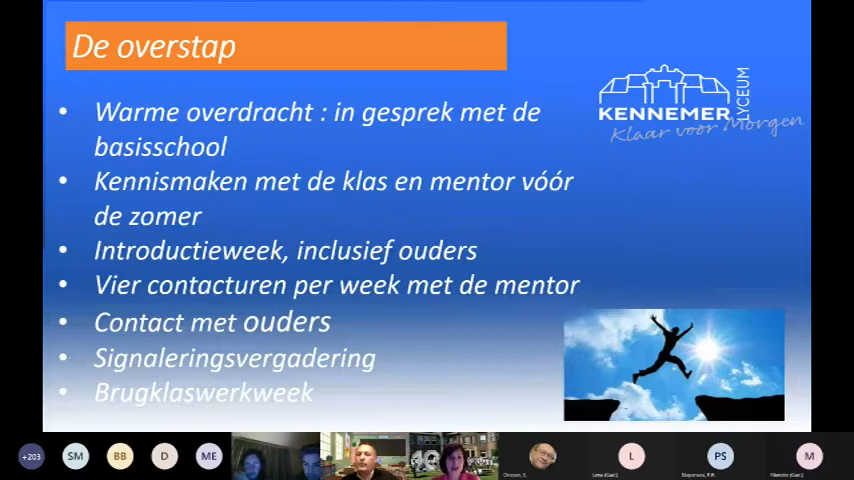 De overstap
KENNEMER
LYCEUM
Klaar voor Morgen
• Warme overdracht : in gesprek met de
basisschool
• Kennismaken met de klas en mentor vóór
de zomer
• Introductieweek, inclusief ouders
• Vier contacturen per week met de mentor
• Contact met ouders
• Signaleringsvergadering
• Brugklaswerkweek
+203
SM
BB
D
ME
L
PS
M